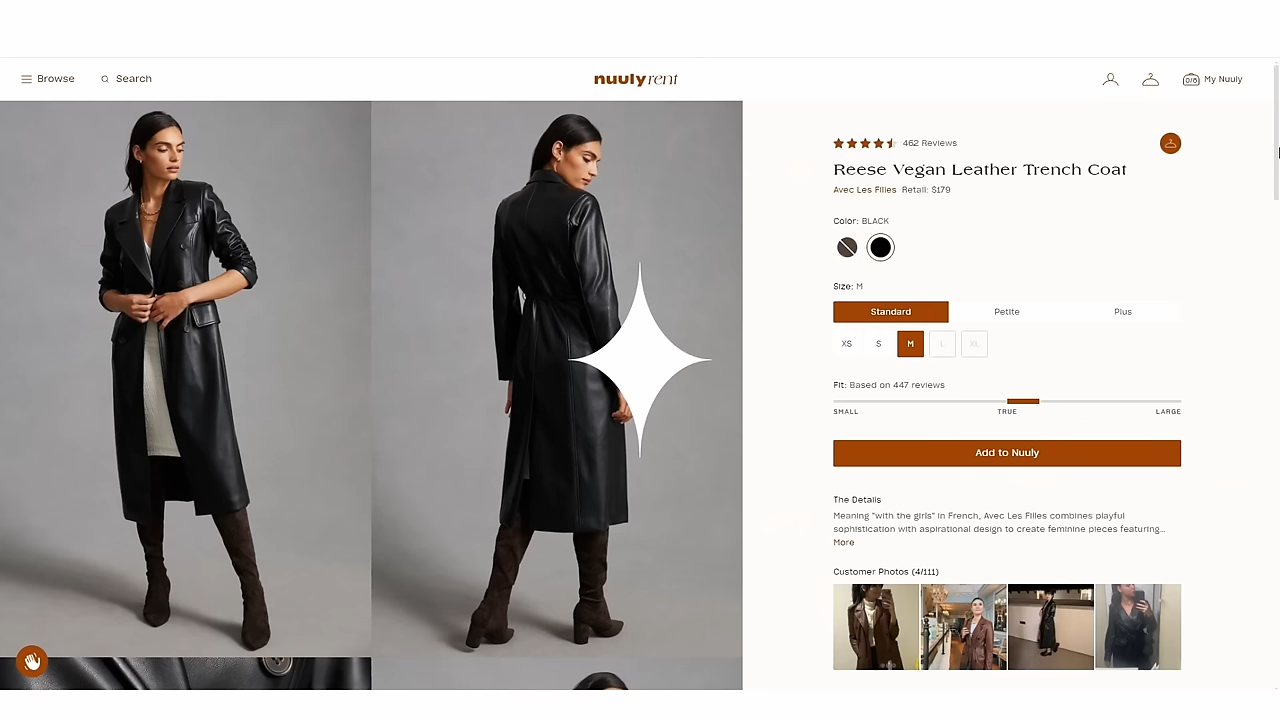 Browse
Search
nuuly rent
0/6
My Nuuly
462 Reviews
Reese Vegan Leather Trench Coat
Avec Les Filles Retail: $179
Color: BLACK
Size: M
Standard
Petite
Plus
XS
S
M
L
XL
Fit: Based on 447 reviews
SMALL
TRUE
LARGE
Add to Nuuly
The Details
Meaning "with the girls" in French, Avec Les Filles combines playful
sophistication with aspirational design to create feminine pieces featuring...
More
Customer Photos (4/111)